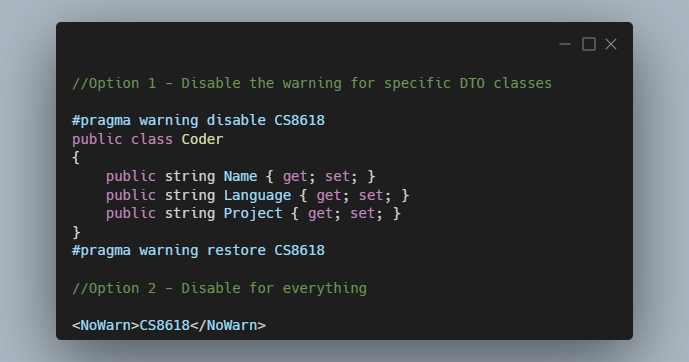 //Option 1 - Disable the warning for specific DTO classes
#pragma warning disable CS8618
public class Coder
{
    public string Name { get; set; }
    public string Language { get; set; }
    public string Project { get; set; }
}
#pragma warning restore CS8618
//Option 2 - Disable for everything
<NoWarn>CS8618</NoWarn>